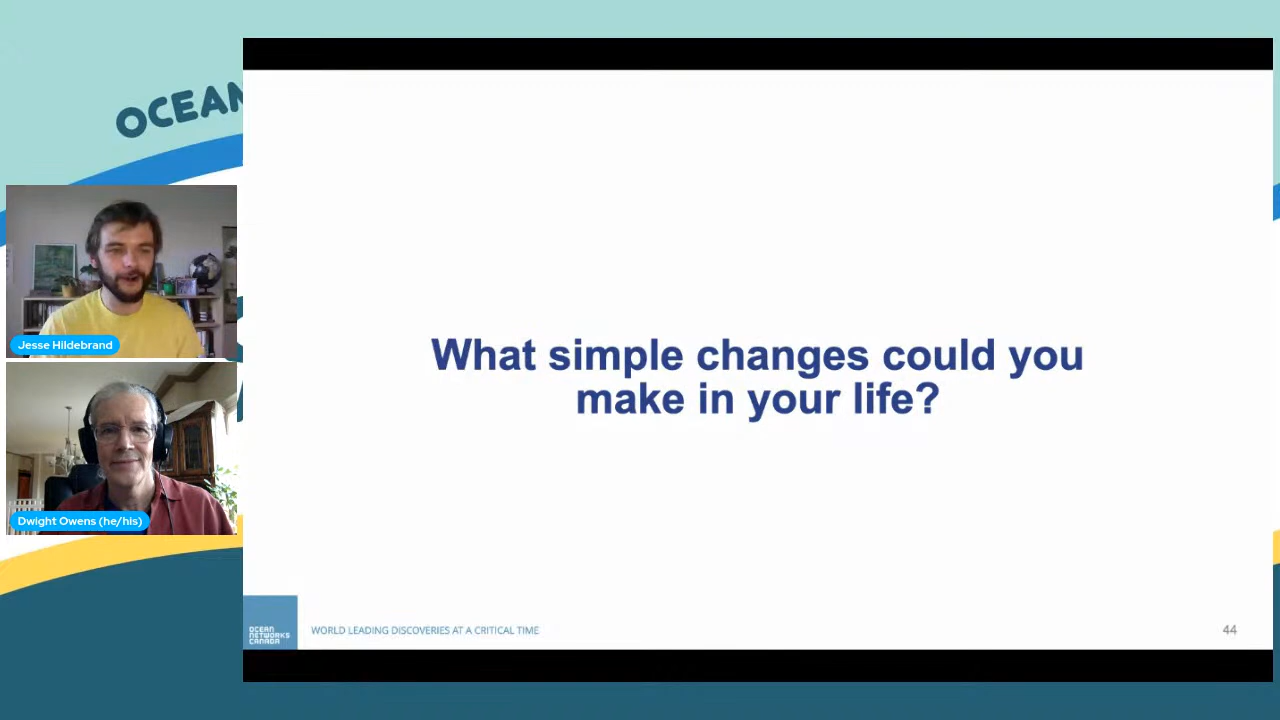 OCEAN
Jesse Hildebrand
Dwight Owens (he/his)
What simple changes could you
make in your life?
OCEAN
NETWORKS
CANADA
WORLD LEADING DISCOVERIES AT A CRITICAL TIME
44